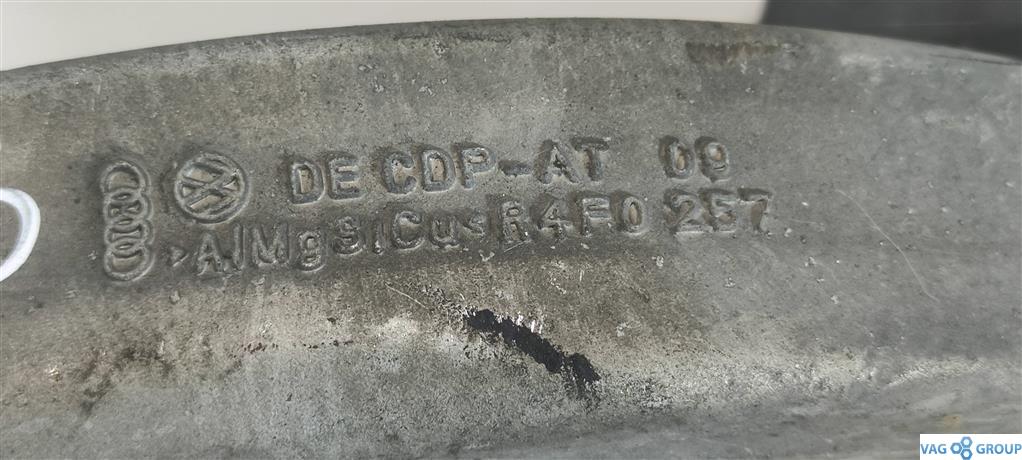 DE CDP-AT 09
>AlMgSiCu< R4F0 257
VAG GROUP